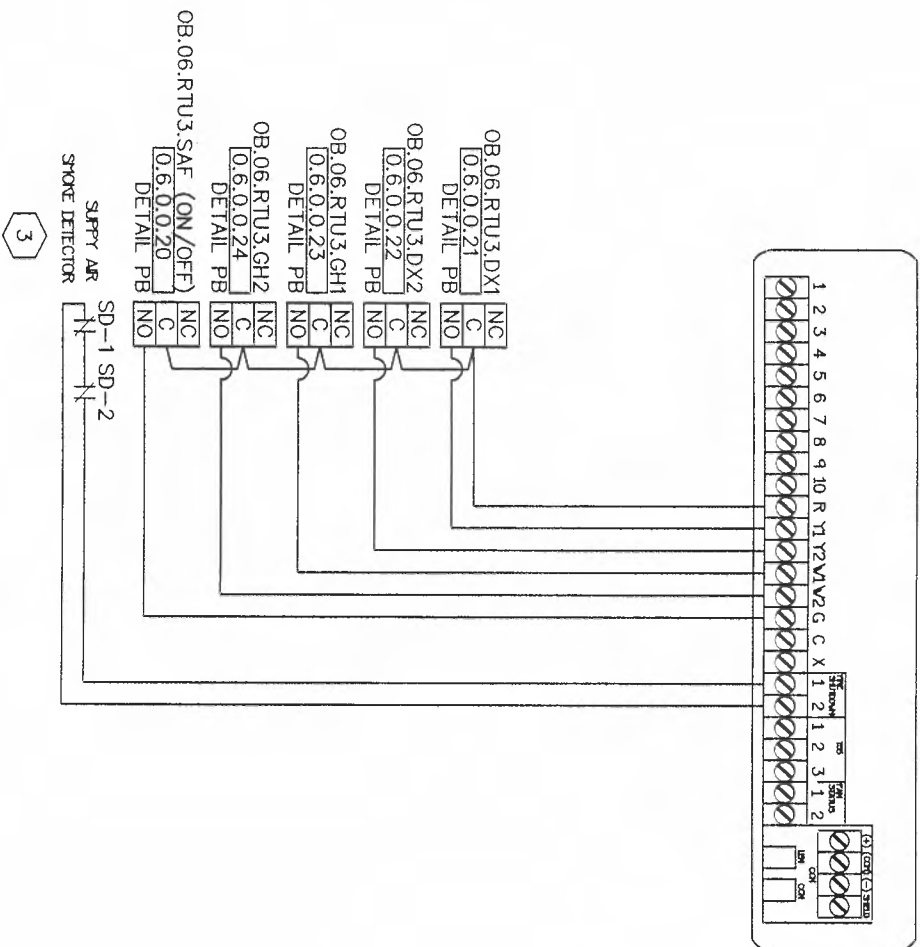 OB.06.RTU3.DX1
0.6.0.0.21
DETAIL PB
NC
C
NO
OB.06.RTU3.DX2
0.6.0.0.22
DETAIL PB
NC
C
NO
OB.06.RTU3.GH1
0.6.0.0.23
DETAIL PB
NC
C
NO
OB.06.RTU3.GH2
0.6.0.0.24
DETAIL PB
NC
C
NO
OB.06.RTU3.SAF (ON/OFF)
0.6.0.0.20
DETAIL PB
NC
C
NO
SUPPY AIR
SMOKE DETECTOR
SD-1 SD-2
3
1 2 3 4 5 6 7 8 9 10 R Y1 Y2 W1 W2 G C X 1 2 1 2 3 1 2
SHUTDOWN
FAN
(+) (COM) (-) SHIELD
CCN
LEN
CCN